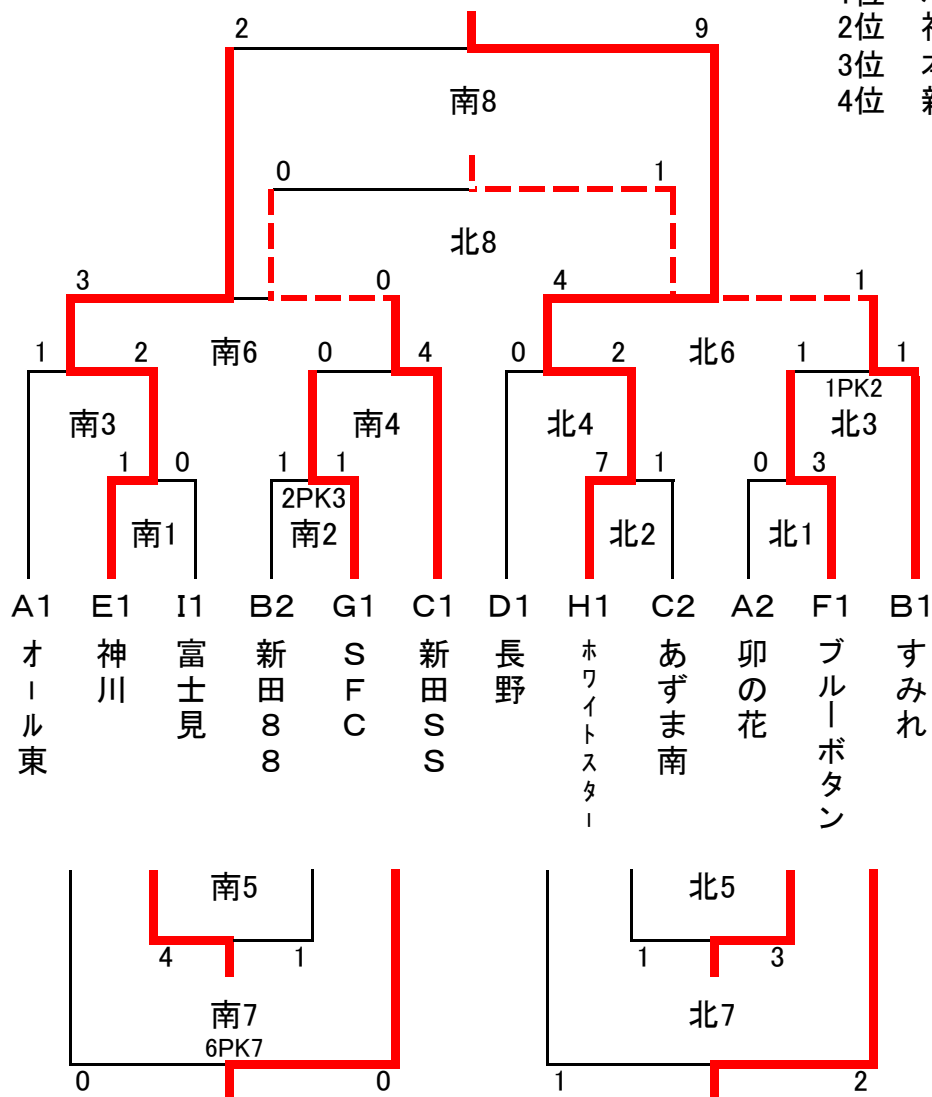 2 9
2位
3位
4位 新
南8
0 1
北8
3 0 4 1
1 2 南6 0 4 0 2 北6 1 1
1PK2
南3 南4 北4 北3
1 0 1 1 7 1 0 3
2PK3
南1 南2 北2 北1
A1 E1 I1 B2 G1 C1 D1 H1 C2 A2 F1 B1
オール東
神川
富士見
新田88
SFC
新田SS
長野
ホワイトスター
あずま南
卯の花
ブルーボタン
すみれ
南5 北5
4 1 1 3
南7 北7
6PK7
0 0 1 2